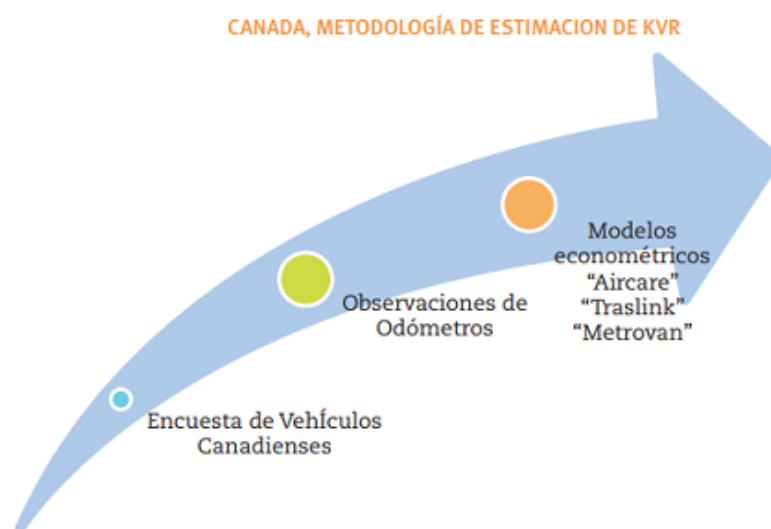 CANADA, METODOLOGÍA DE ESTIMACION DE KVR
Modelos
econométricos
“Aircare”
“Traslink”
“Metrovan”
Observaciones de
Odómetros
Encuesta de VehÍculos
Canadienses